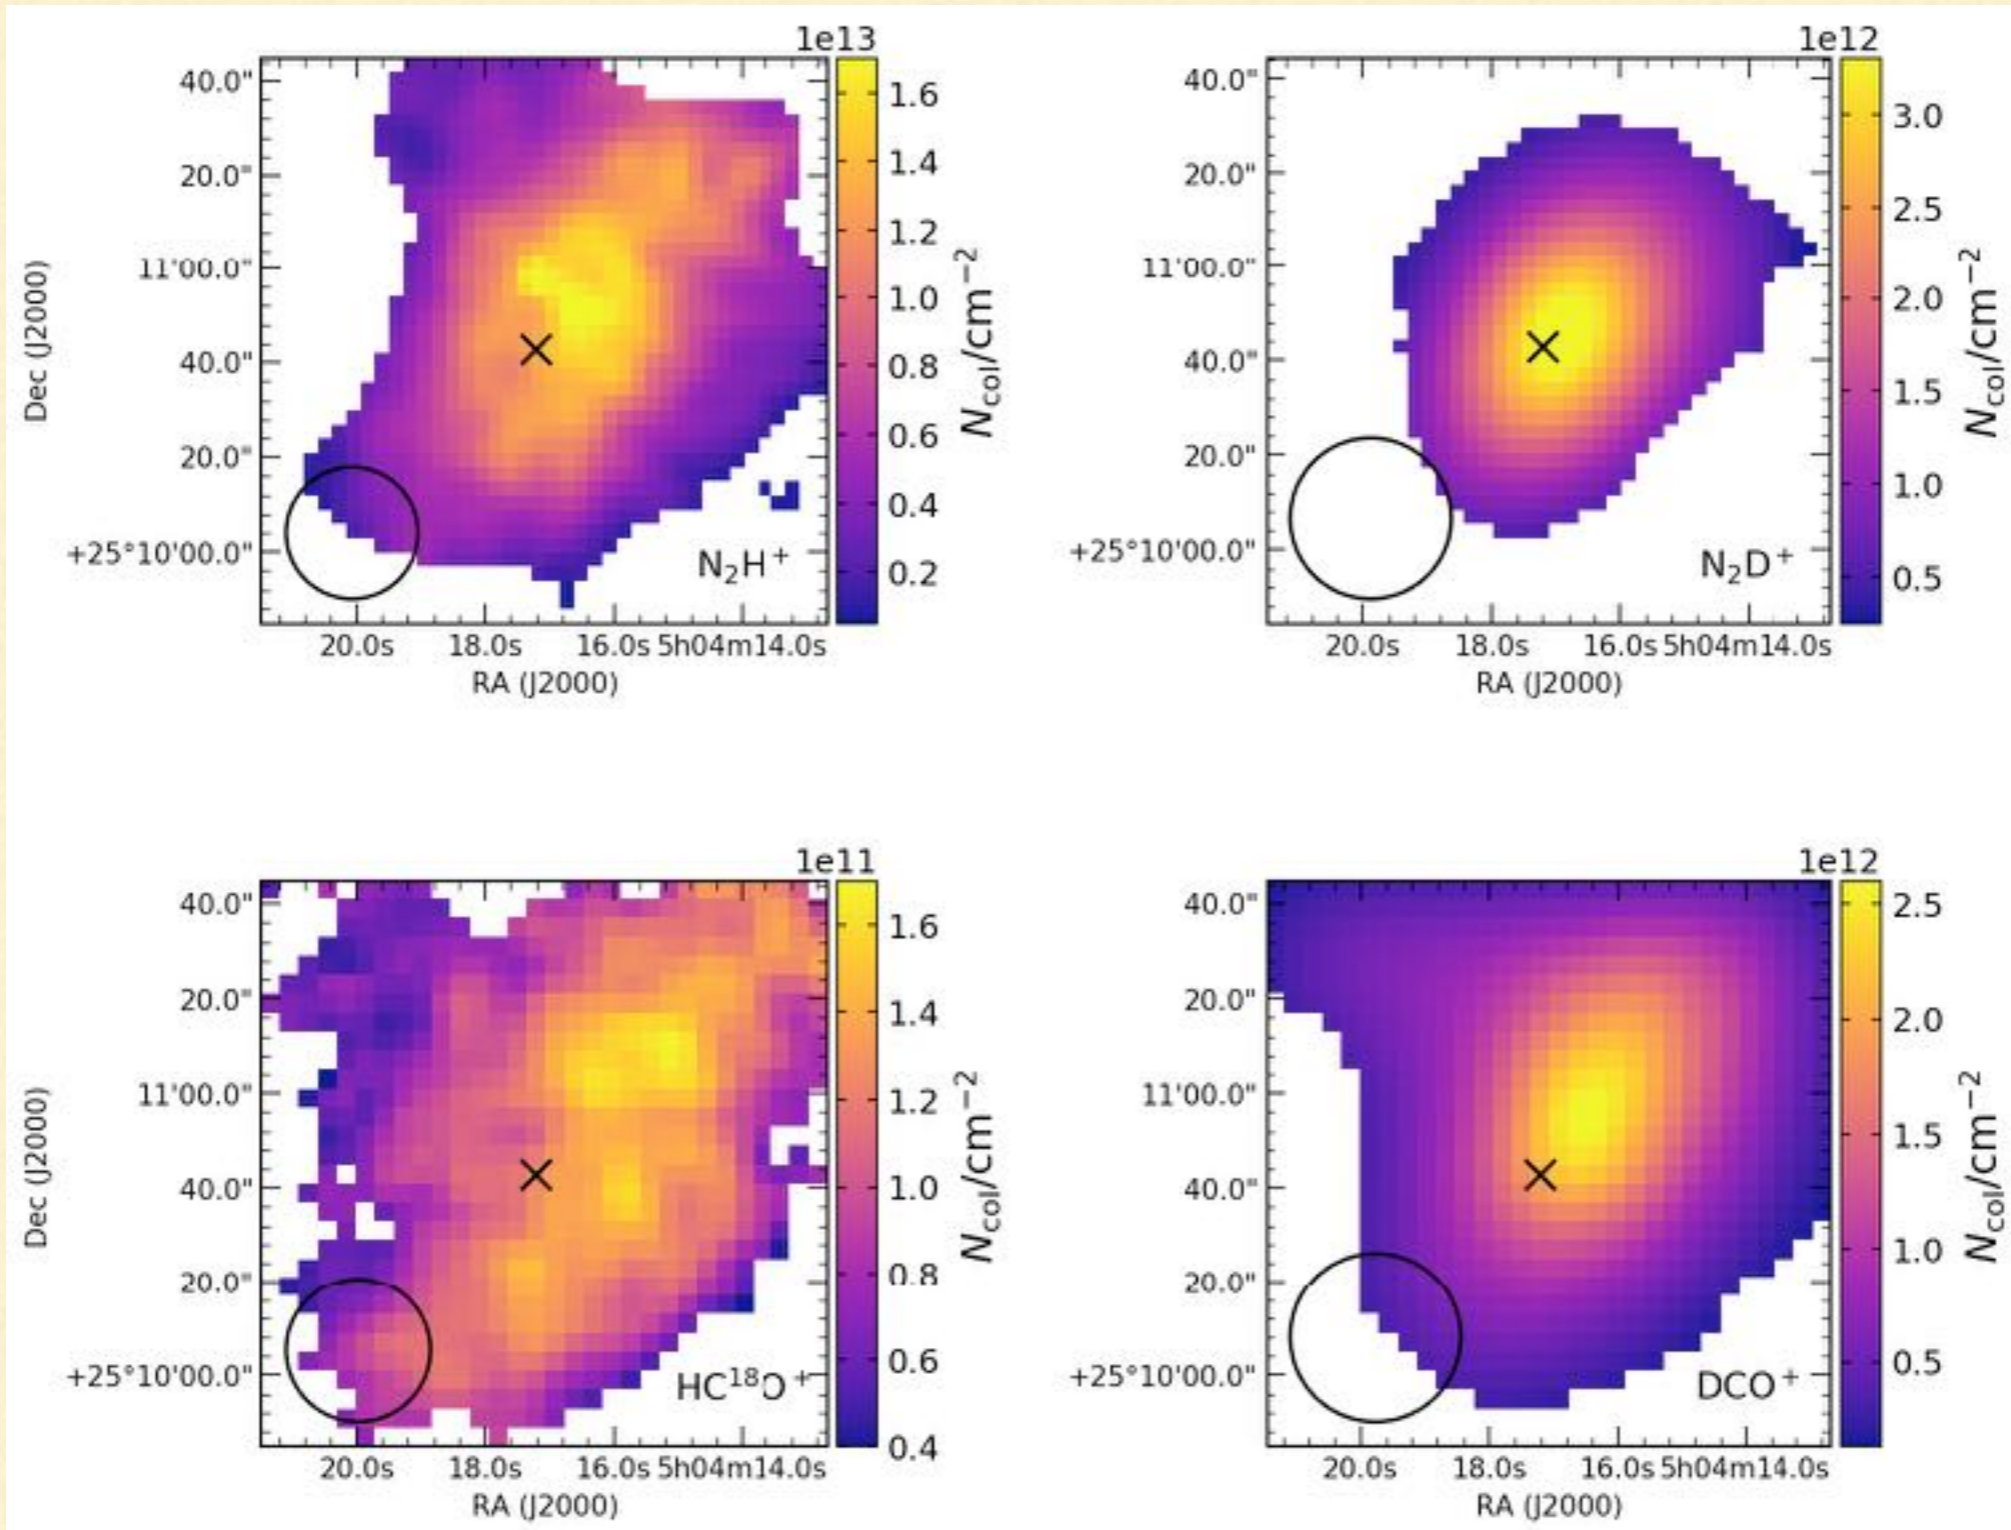 1e13
40.0"
20.0"
11'00.0"
40.0"
20.0"
+25°10'00.0"
Dec (J2000)
20.0s 18.0s 16.0s 5h04m14.0s
RA (J2000)
N₂H⁺
1.6
1.4
1.2
1.0
0.8
0.6
0.4
0.2
Ncol/cm⁻²
1e12
40.0"
20.0"
11'00.0"
40.0"
20.0"
+25°10'00.0"
20.0s 18.0s 16.0s 5h04m14.0s
RA (J2000)
N₂D⁺
3.0
2.5
2.0
1.5
1.0
0.5
Ncol/cm⁻²
1e11
40.0"
20.0"
11'00.0"
40.0"
20.0"
+25°10'00.0"
Dec (J2000)
20.0s 18.0s 16.0s 5h04m14.0s
RA (J2000)
HC¹⁸O⁺
1.6
1.4
1.2
1.0
0.8
0.6
0.4
Ncol/cm⁻²
1e12
40.0"
20.0"
11'00.0"
40.0"
20.0"
+25°10'00.0"
20.0s 18.0s 16.0s 5h04m14.0s
RA (J2000)
DCO⁺
2.5
2.0
1.5
1.0
0.5
Ncol/cm⁻²